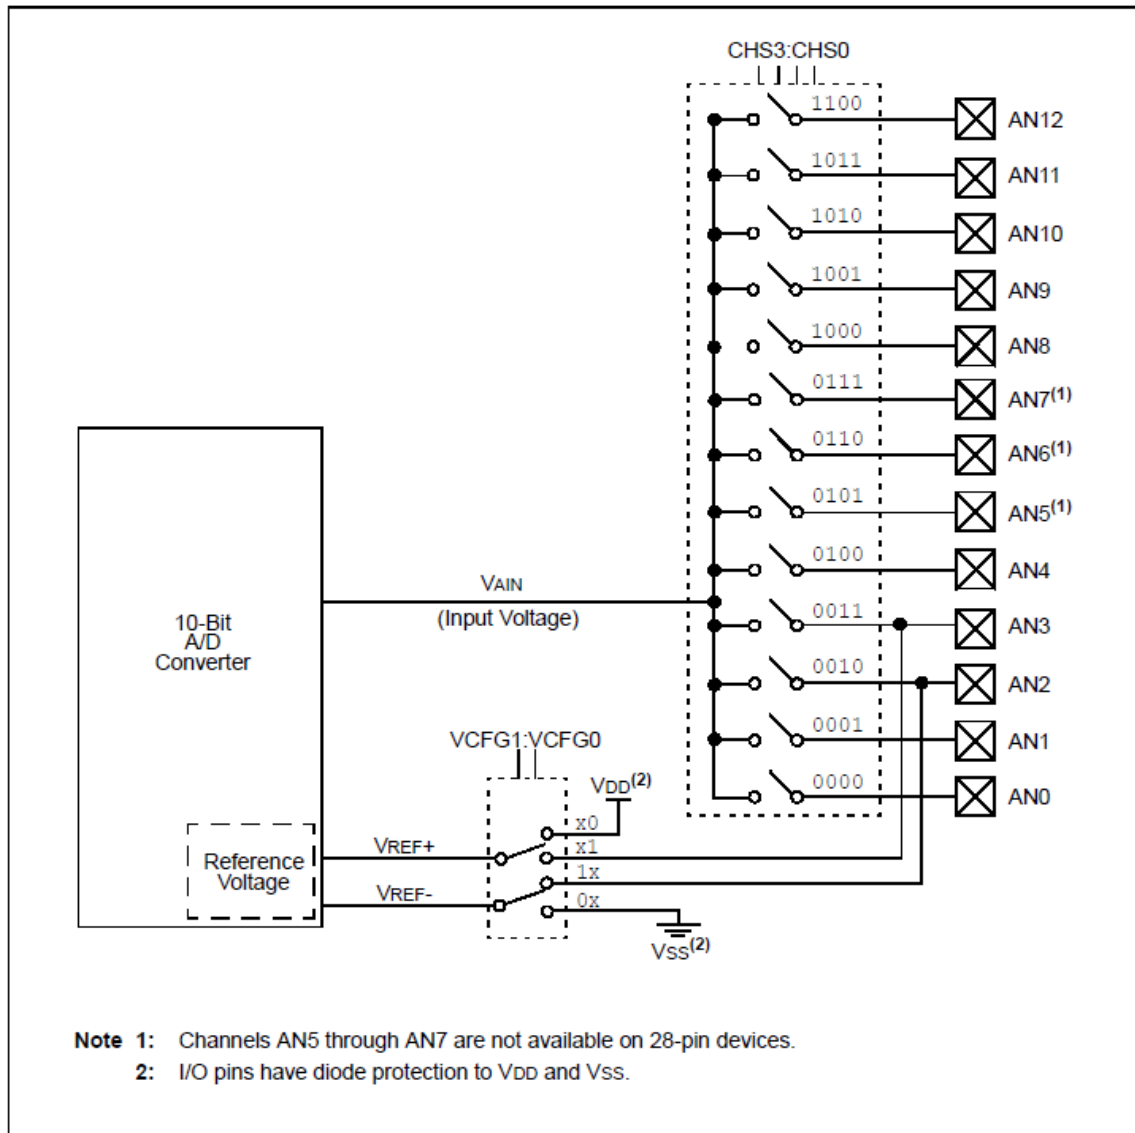 CHS3:CHS0
1100
AN12
1011
AN11
1010
AN10
1001
AN9
1000
AN8
0111
AN7(1)
0110
AN6(1)
0101
AN5(1)
0100
AN4
VAIN
(Input Voltage)
0011
AN3
10-Bit
A/D
Converter
0010
AN2
0001
AN1
VCFG1:VCFG0
0000
AN0
VDD(2)
x0
VREF+
x1
Reference
Voltage
1x
VREF-
0x
VSS(2)
Note 1: Channels AN5 through AN7 are not available on 28-pin devices.
2: I/O pins have diode protection to VDD and VSS.